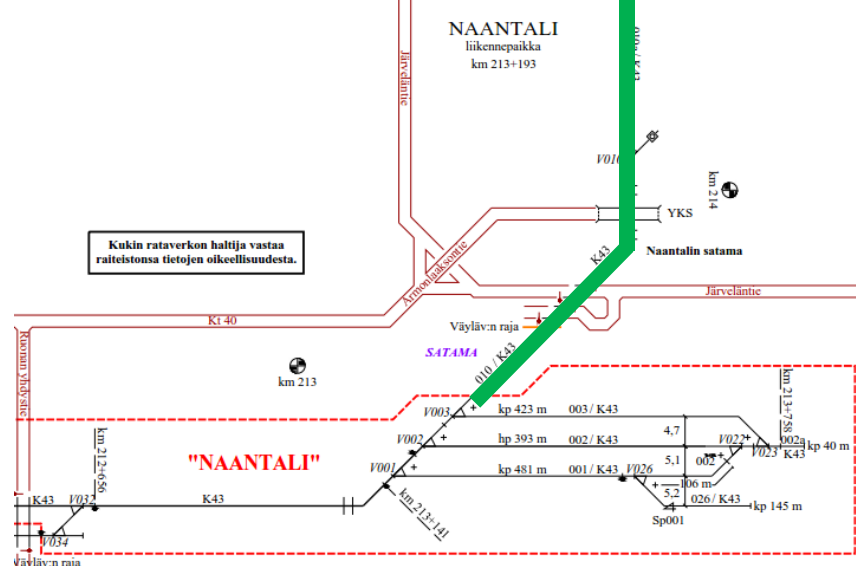 NAANTALI
liikennepaikka
km 213+193
Järveläntie
V010
km 214
YKS
Kukin rataverkon haltija vastaa
raiteistonsa tietojen oikeellisuudesta.
K43
Naantalin satama
Armonlaaksontie
Järveläntie
Kt 40
Väyläv:n raja
SATAMA
010 / K43
km 213
Ruonan yhdystie
V003
kp 423 m
003 / K43
km 213+758
4,7
km 212+656
"NAANTALI"
V002
hp 393 m
002 / K43
V022
V023
002a
K43
kp 40 m
5,1
002
V001
kp 481 m
001 / K43
V026
106 m
5,2
026 / K43
kp 145 m
Sp001
K43
V032
K43
km 213+141
V034
Väyläv:n raja